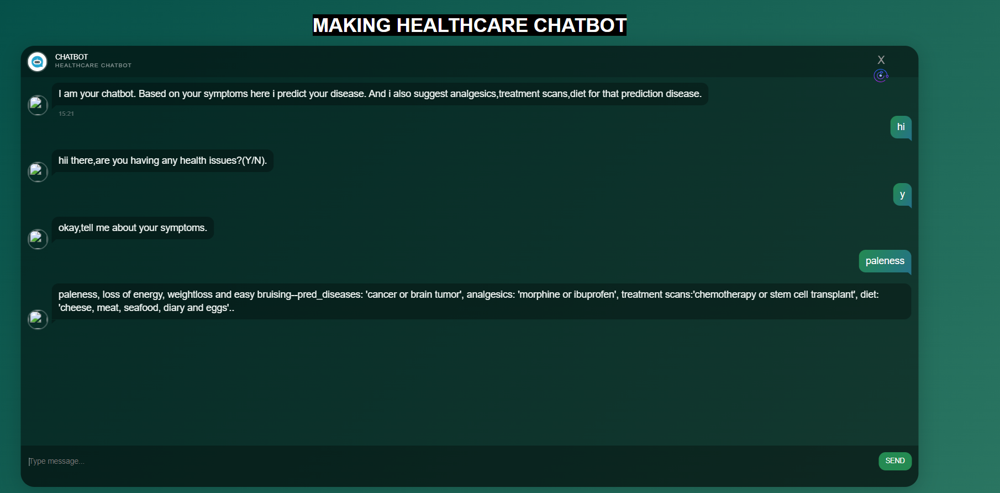 MAKING HEALTHCARE CHATBOT
CHATBOT
HEALTHCARE CHATBOT
X
I am your chatbot. Based on your symptoms here i predict your disease. And i also suggest analgesics,treatment scans,diet for that prediction disease.
15:21
hi
hii there,are you having any health issues?(Y/N).
y
okay,tell me about your symptoms.
paleness
paleness, loss of energy, weightloss and easy bruising--pred_diseases: 'cancer or brain tumor', analgesics: 'morphine or ibuprofen', treatment scans:'chemotherapy or stem cell transplant', diet:
'cheese, meat, seafood, diary and eggs'..
Type message...
SEND